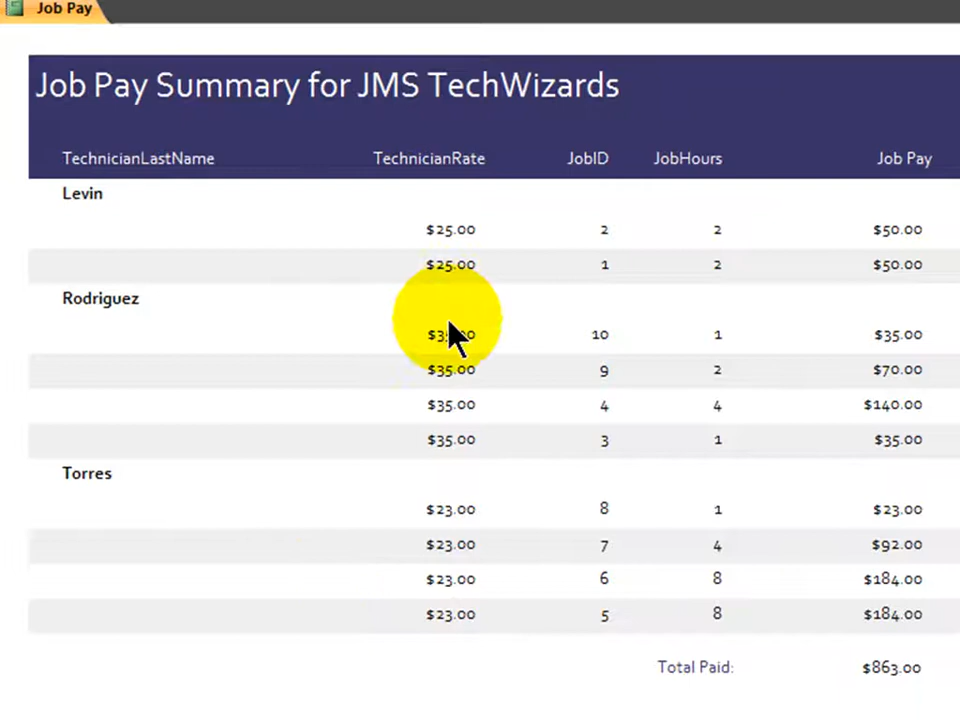 Job Pay
Job Pay Summary for JMS TechWizards
TechnicianLastName TechnicianRate JobID JobHours Job Pay
Levin
$25.00 2 2 $50.00
$25.00 1 2 $50.00
Rodriguez
10 1 $35.00
$35.00 9 2 $70.00
$35.00 4 4 $140.00
$35.00 3 1 $35.00
Torres
$23.00 8 1 $23.00
$23.00 7 4 $92.00
$23.00 6 8 $184.00
$23.00 5 8 $184.00
Total Paid: $863.00